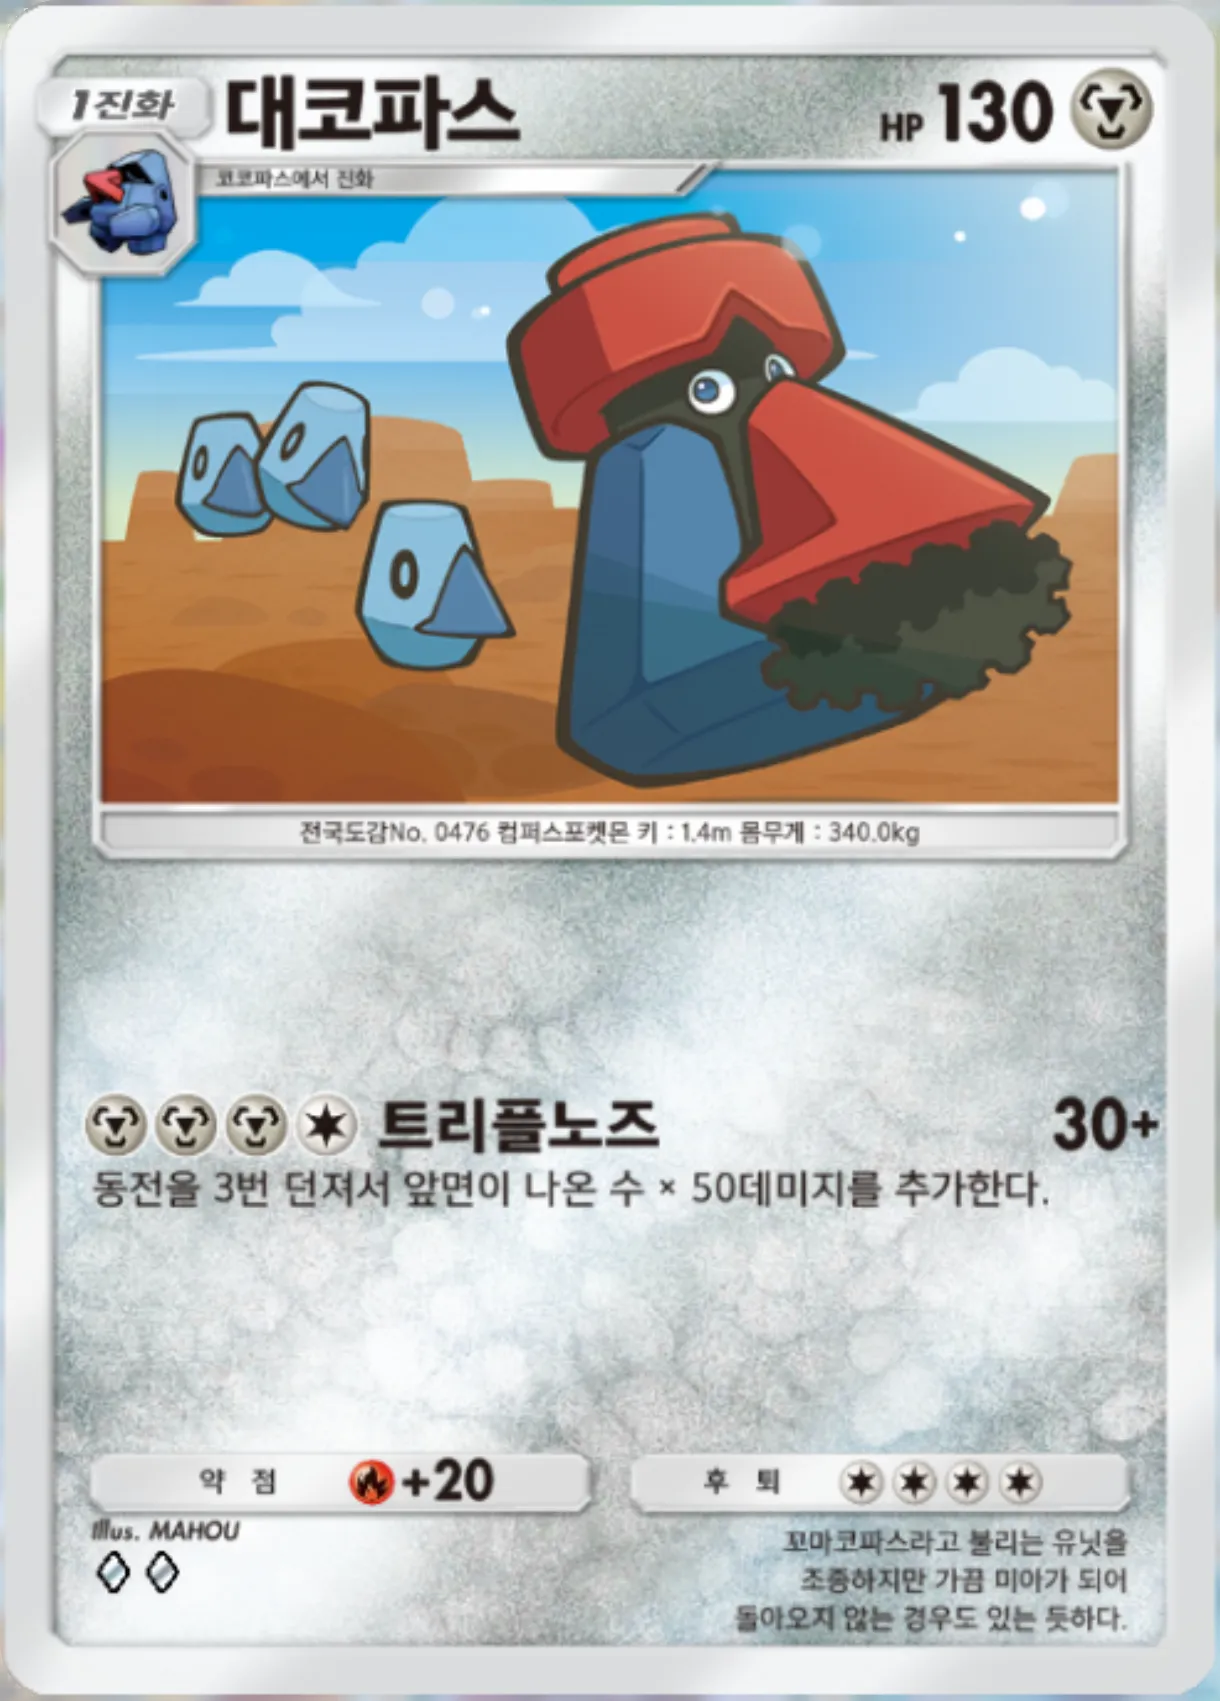 1진화
대코파스
HP 130
코코파스에서 진화
전국도감No. 0476 컴퍼스포켓몬 키 : 1.4m 몸무게 : 340.0kg
트리플노즈 30+
동전을 3번 던져서 앞면이 나온 수 × 50데미지를 추가한다.
약 점 +20
후 퇴
Illus. MAHOU
꼬마코파스라고 불리는 유닛을
조종하지만 가끔 미아가 되어
돌아오지 않는 경우도 있는 듯하다.